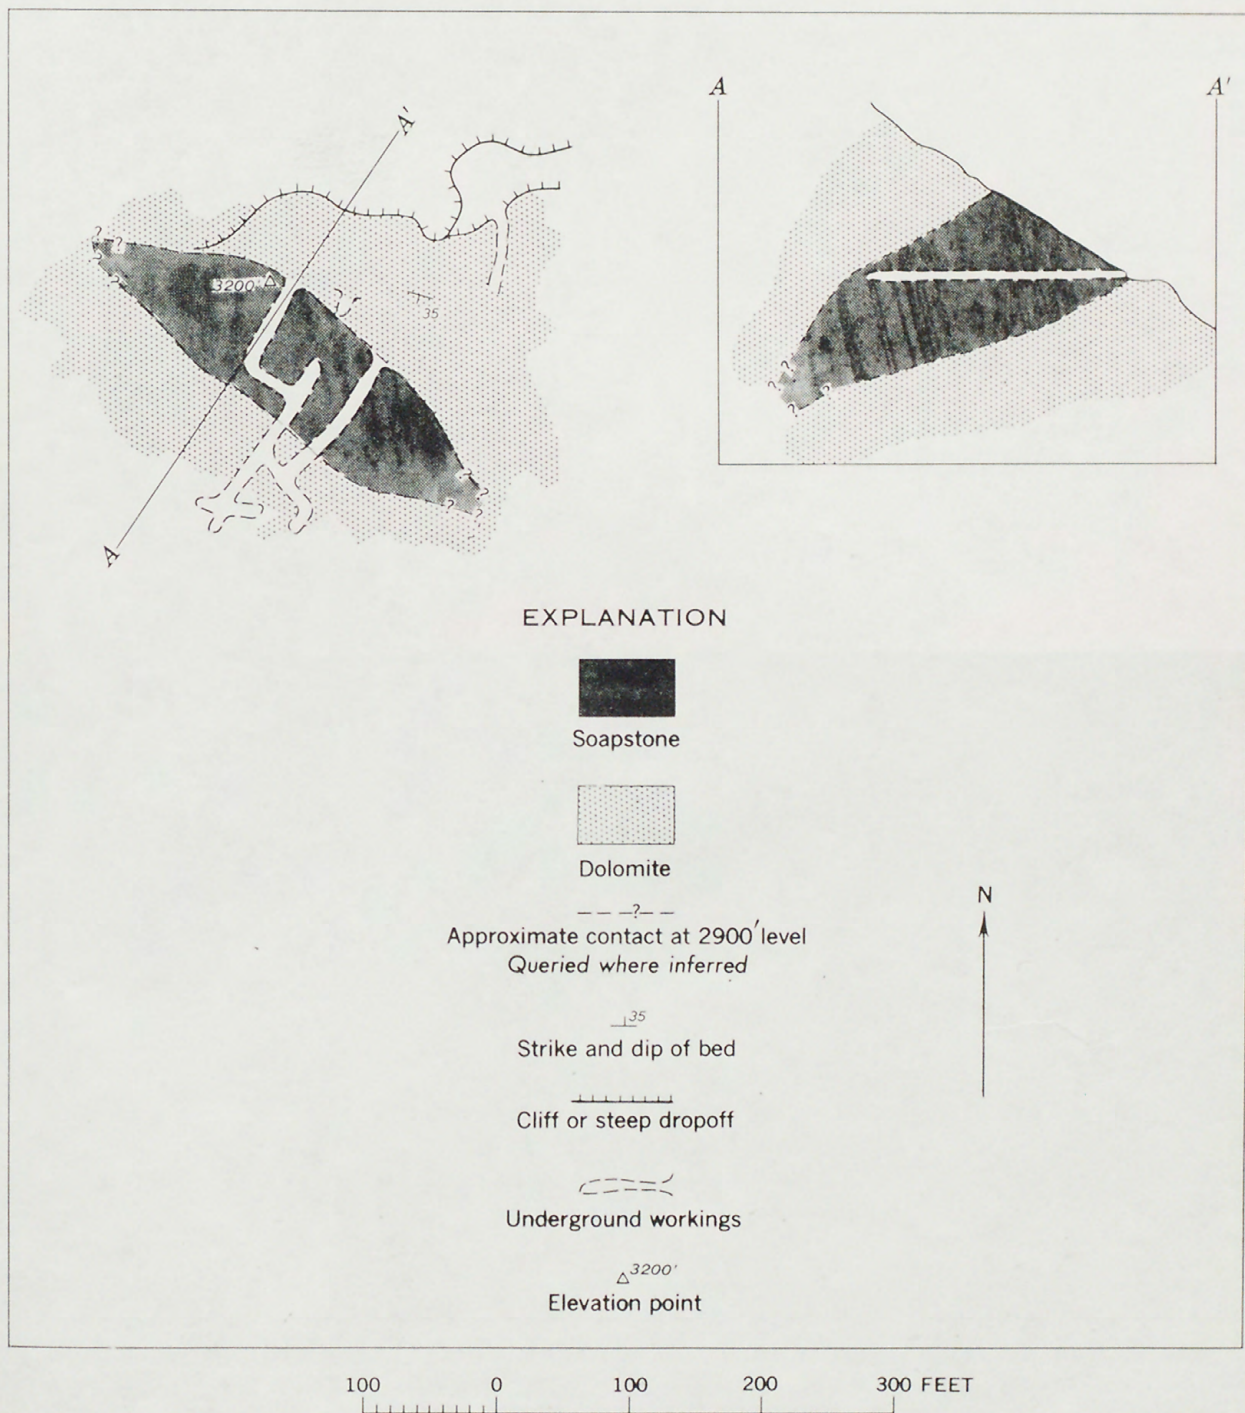 A
A'
A'
?
?
?
?
3200
35
?
?
?
?
A
?
?
?
?
EXPLANATION
Soapstone
Dolomite
?
Approximate contact at 2900' level
Queried where inferred
N
35
Strike and dip of bed
Cliff or steep dropoff
Underground workings
3200'
Elevation point
100 0 100 200 300 FEET